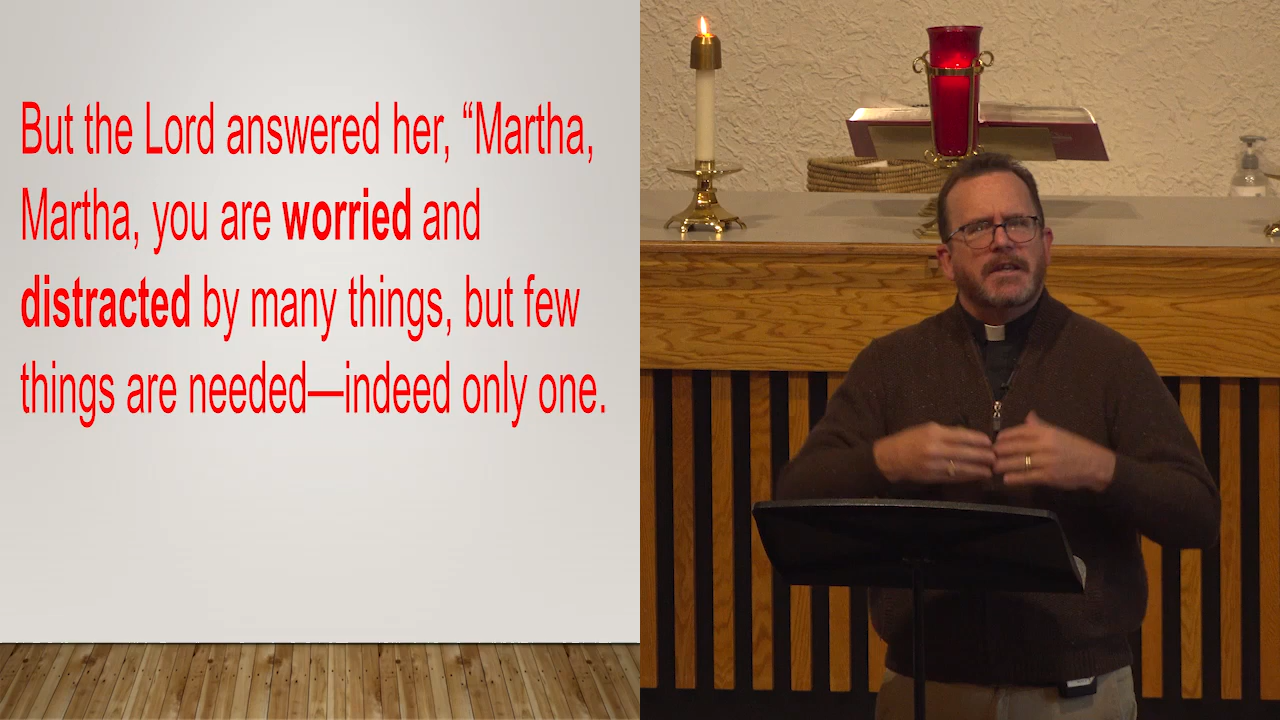 But the Lord answered her, “Martha,
Martha, you are worried and
distracted by many things, but few
things are needed—indeed only one.